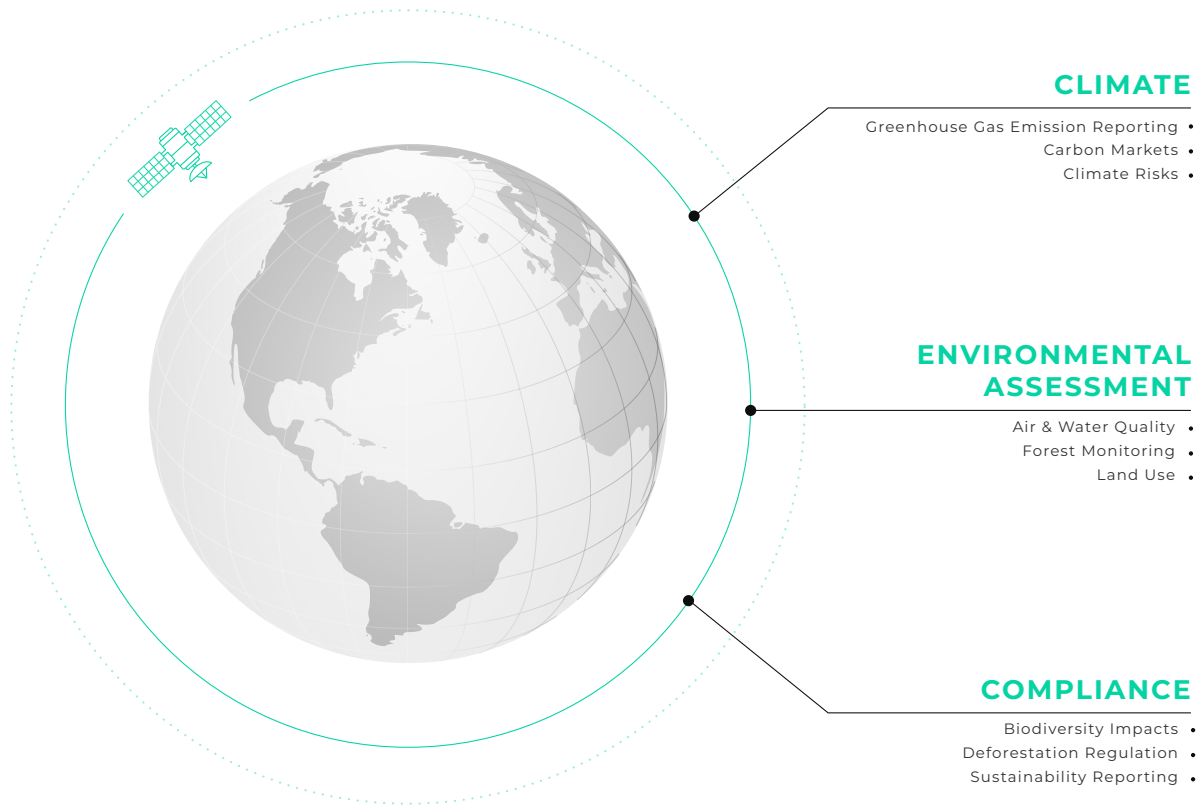 CLIMATE
Greenhouse Gas Emission Reporting •
Carbon Markets •
Climate Risks •
ENVIRONMENTAL
ASSESSMENT
Air & Water Quality •
Forest Monitoring •
Land Use •
COMPLIANCE
Biodiversity Impacts •
Deforestation Regulation •
Sustainability Reporting •